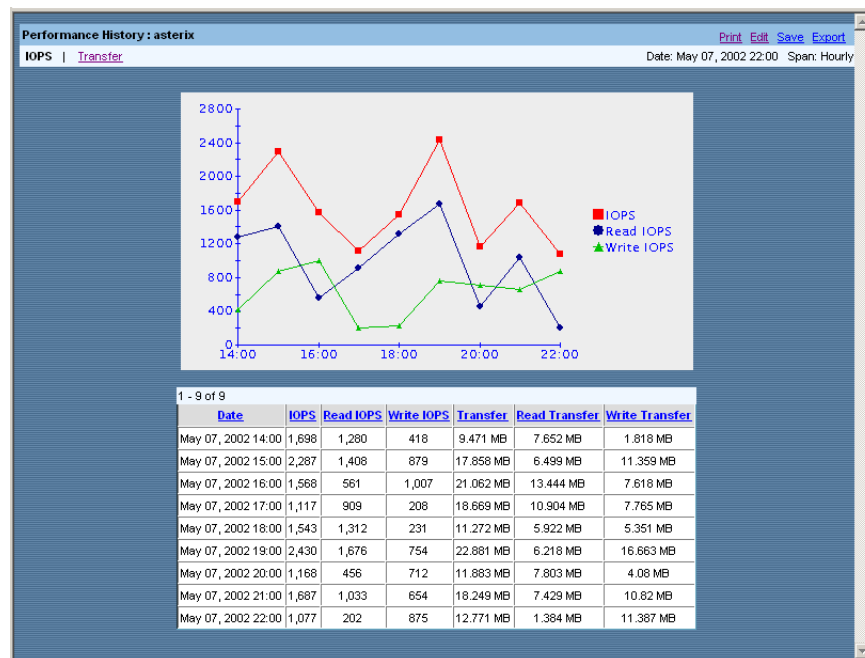 Performance History : asterix
Print Edit Save Export
IOPS | Transfer
Date: May 07, 2002 22:00 Span: Hourly
2800
2400
2000
1600
1200
800
400
0
14:00 16:00 18:00 20:00 22:00
IOPS
Read IOPS
Write IOPS
1 - 9 of 9
Date IOPS Read IOPS Write IOPS Transfer Read Transfer Write Transfer
May 07, 2002 14:00 1,698 1,280 418 9.471 MB 7.652 MB 1.818 MB
May 07, 2002 15:00 2,287 1,408 879 17.858 MB 6.499 MB 11.359 MB
May 07, 2002 16:00 1,568 561 1,007 21.062 MB 13.444 MB 7.618 MB
May 07, 2002 17:00 1,117 909 208 18.669 MB 10.904 MB 7.765 MB
May 07, 2002 18:00 1,543 1,312 231 11.272 MB 5.922 MB 5.351 MB
May 07, 2002 19:00 2,430 1,676 754 22.881 MB 6.218 MB 16.663 MB
May 07, 2002 20:00 1,168 456 712 11.883 MB 7.803 MB 4.08 MB
May 07, 2002 21:00 1,687 1,033 654 18.249 MB 7.429 MB 10.82 MB
May 07, 2002 22:00 1,077 202 875 12.771 MB 1.384 MB 11.387 MB